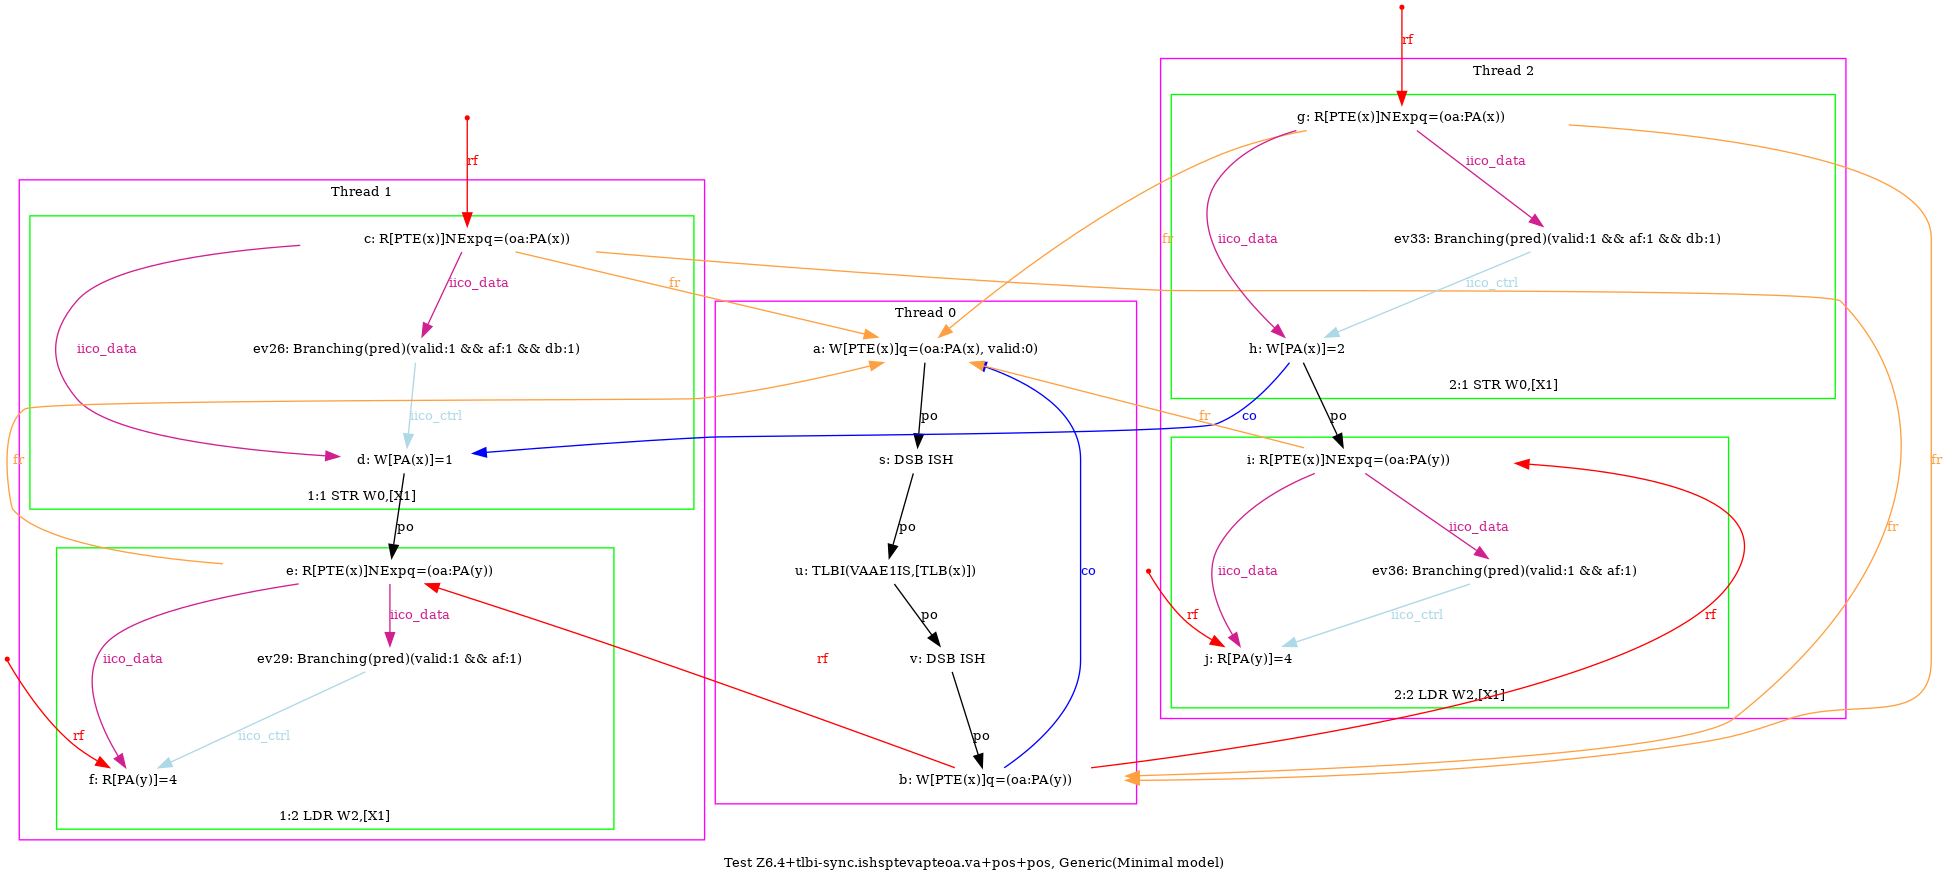 rf
Thread 2
g: R[PTE(x)]NExpq=(oa:PA(x))
rf
iico_data
Thread 1
c: R[PTE(x)]NExpq=(oa:PA(x))
iico_data
fr
ev33: Branching(pred)(valid:1 && af:1 && db:1)
iico_data
fr
iico_ctrl
Thread 0
iico_data
ev26: Branching(pred)(valid:1 && af:1 && db:1)
a: W[PTE(x)]q=(oa:PA(x), valid:0)
h: W[PA(x)]=2
2:1 STR W0,[X1]
iico_ctrl
po
fr
co
po
fr
d: W[PA(x)]=1
s: DSB ISH
i: R[PTE(x)]NExpq=(oa:PA(y))
fr
1:1 STR W0,[X1]
po
po
iico_data
fr
e: R[PTE(x)]NExpq=(oa:PA(y))
u: TLBI(VAAE1IS,[TLB(x)])
co
iico_data
ev36: Branching(pred)(valid:1 && af:1)
iico_data
po
rf
iico_ctrl
rf
iico_data
ev29: Branching(pred)(valid:1 && af:1)
rf
v: DSB ISH
j: R[PA(y)]=4
2:2 LDR W2,[X1]
rf
iico_ctrl
po
f: R[PA(y)]=4
b: W[PTE(x)]q=(oa:PA(y))
1:2 LDR W2,[X1]
Test Z6.4+tlbi-sync.ishsptevapteoa.va+pos+pos, Generic(Minimal model)